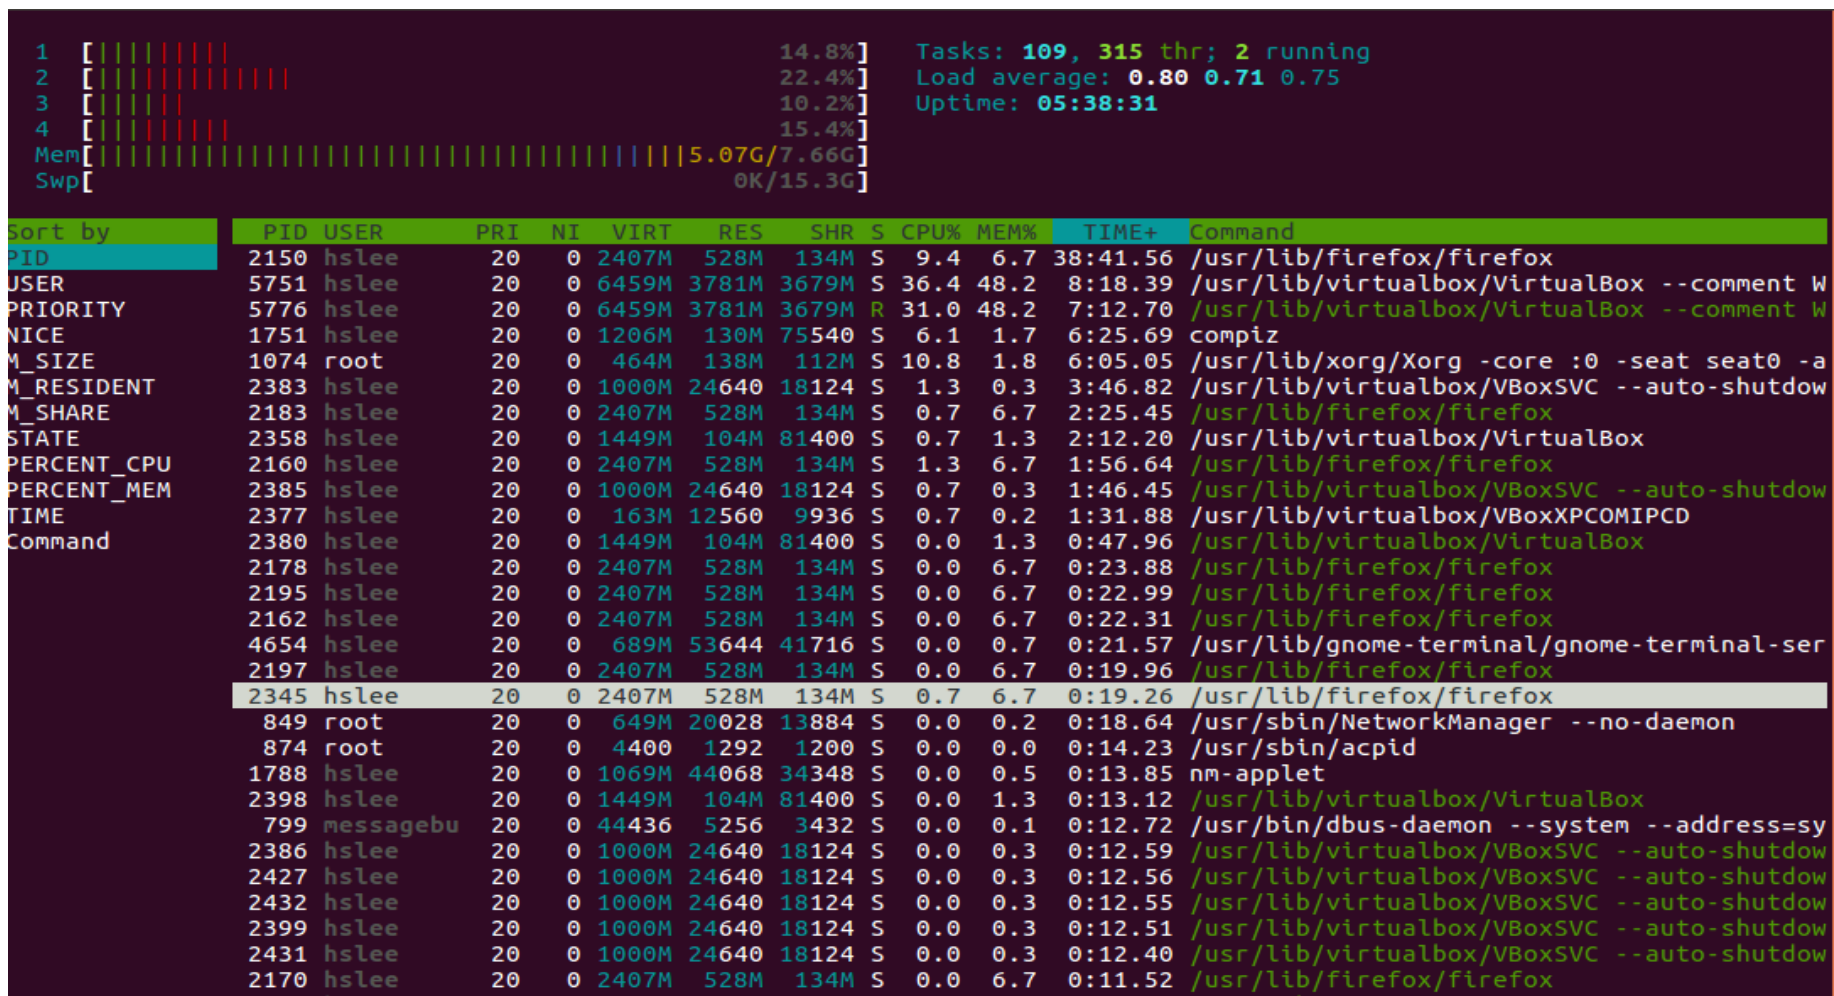 1 [||||||||| 14.8%] Tasks: 109, 315 thr; 2 running
2 [||||||||||||| 22.4%] Load average: 0.80 0.71 0.75
3 [|||||| 10.2%] Uptime: 05:38:31
4 [||||||||| 15.4%]
Mem[|||||||||||||||||||||||||||||||||||||||5.07G/7.66G]
Swp[ 0K/15.3G]
Sort by PID USER PRI NI VIRT RES SHR S CPU% MEM% TIME+ Command
PID 2150 hslee 20 0 2407M 528M 134M S 9.4 6.7 38:41.56 /usr/lib/firefox/firefox
USER 5751 hslee 20 0 6459M 3781M 3679M S 36.4 48.2 8:18.39 /usr/lib/virtualbox/VirtualBox --comment W
PRIORITY 5776 hslee 20 0 6459M 3781M 3679M R 31.0 48.2 7:12.70 /usr/lib/virtualbox/VirtualBox --comment W
NICE 1751 hslee 20 0 1206M 130M 75540 S 6.1 1.7 6:25.69 compiz
M_SIZE 1074 root 20 0 464M 138M 112M S 10.8 1.8 6:05.05 /usr/lib/xorg/Xorg -core :0 -seat seat0 -a
M_RESIDENT 2383 hslee 20 0 1000M 24640 18124 S 1.3 0.3 3:46.82 /usr/lib/virtualbox/VBoxSVC --auto-shutdow
M_SHARE 2183 hslee 20 0 2407M 528M 134M S 0.7 6.7 2:25.45 /usr/lib/firefox/firefox
STATE 2358 hslee 20 0 1449M 104M 81400 S 0.7 1.3 2:12.20 /usr/lib/virtualbox/VirtualBox
PERCENT_CPU 2160 hslee 20 0 2407M 528M 134M S 1.3 6.7 1:56.64 /usr/lib/firefox/firefox
PERCENT_MEM 2385 hslee 20 0 1000M 24640 18124 S 0.7 0.3 1:46.45 /usr/lib/virtualbox/VBoxSVC --auto-shutdow
TIME 2377 hslee 20 0 163M 12560 9936 S 0.7 0.2 1:31.88 /usr/lib/virtualbox/VBoxXPCOMIPCD
Command 2380 hslee 20 0 1449M 104M 81400 S 0.0 1.3 0:47.96 /usr/lib/virtualbox/VirtualBox
2178 hslee 20 0 2407M 528M 134M S 0.0 6.7 0:23.88 /usr/lib/firefox/firefox
2195 hslee 20 0 2407M 528M 134M S 0.0 6.7 0:22.99 /usr/lib/firefox/firefox
2162 hslee 20 0 2407M 528M 134M S 0.0 6.7 0:22.31 /usr/lib/firefox/firefox
4654 hslee 20 0 689M 53644 41716 S 0.0 0.7 0:21.57 /usr/lib/gnome-terminal/gnome-terminal-ser
2197 hslee 20 0 2407M 528M 134M S 0.0 6.7 0:19.96 /usr/lib/firefox/firefox
2345 hslee 20 0 2407M 528M 134M S 0.7 6.7 0:19.26 /usr/lib/firefox/firefox
849 root 20 0 649M 20028 13884 S 0.0 0.2 0:18.64 /usr/sbin/NetworkManager --no-daemon
874 root 20 0 4400 1292 1200 S 0.0 0.0 0:14.23 /usr/sbin/acpid
1788 hslee 20 0 1069M 44068 34348 S 0.0 0.5 0:13.85 nm-applet
2398 hslee 20 0 1449M 104M 81400 S 0.0 1.3 0:13.12 /usr/lib/virtualbox/VirtualBox
799 messagebu 20 0 44436 5256 3432 S 0.0 0.1 0:12.72 /usr/bin/dbus-daemon --system --address=sy
2386 hslee 20 0 1000M 24640 18124 S 0.0 0.3 0:12.59 /usr/lib/virtualbox/VBoxSVC --auto-shutdow
2427 hslee 20 0 1000M 24640 18124 S 0.0 0.3 0:12.56 /usr/lib/virtualbox/VBoxSVC --auto-shutdow
2432 hslee 20 0 1000M 24640 18124 S 0.0 0.3 0:12.55 /usr/lib/virtualbox/VBoxSVC --auto-shutdow
2399 hslee 20 0 1000M 24640 18124 S 0.0 0.3 0:12.51 /usr/lib/virtualbox/VBoxSVC --auto-shutdow
2431 hslee 20 0 1000M 24640 18124 S 0.0 0.3 0:12.40 /usr/lib/virtualbox/VBoxSVC --auto-shutdow
2170 hslee 20 0 2407M 528M 134M S 0.0 6.7 0:11.52 /usr/lib/firefox/firefox